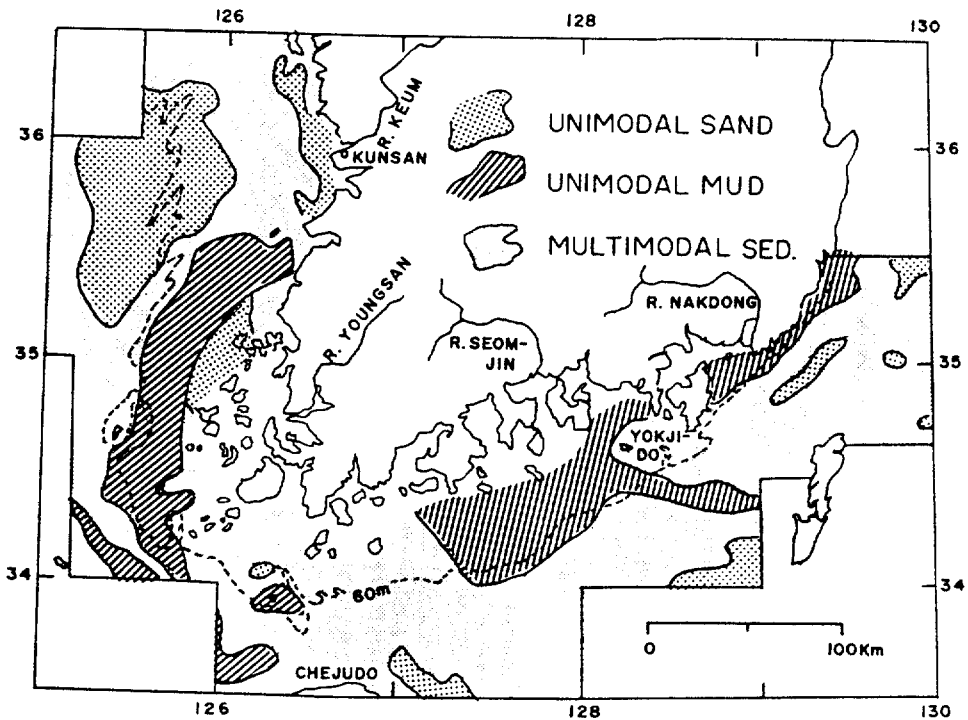 126
128
130
36
36
R. KEUM
KUNSAN
UNIMODAL SAND
UNIMODAL MUD
MULTIMODAL SED.
R. YOUNGSAN
R. SEOM-
JIN
R. NAKDONG
35
35
YOKJI-
DO
34
34
60m
CHEJUDO
0
100Km
126
128
130